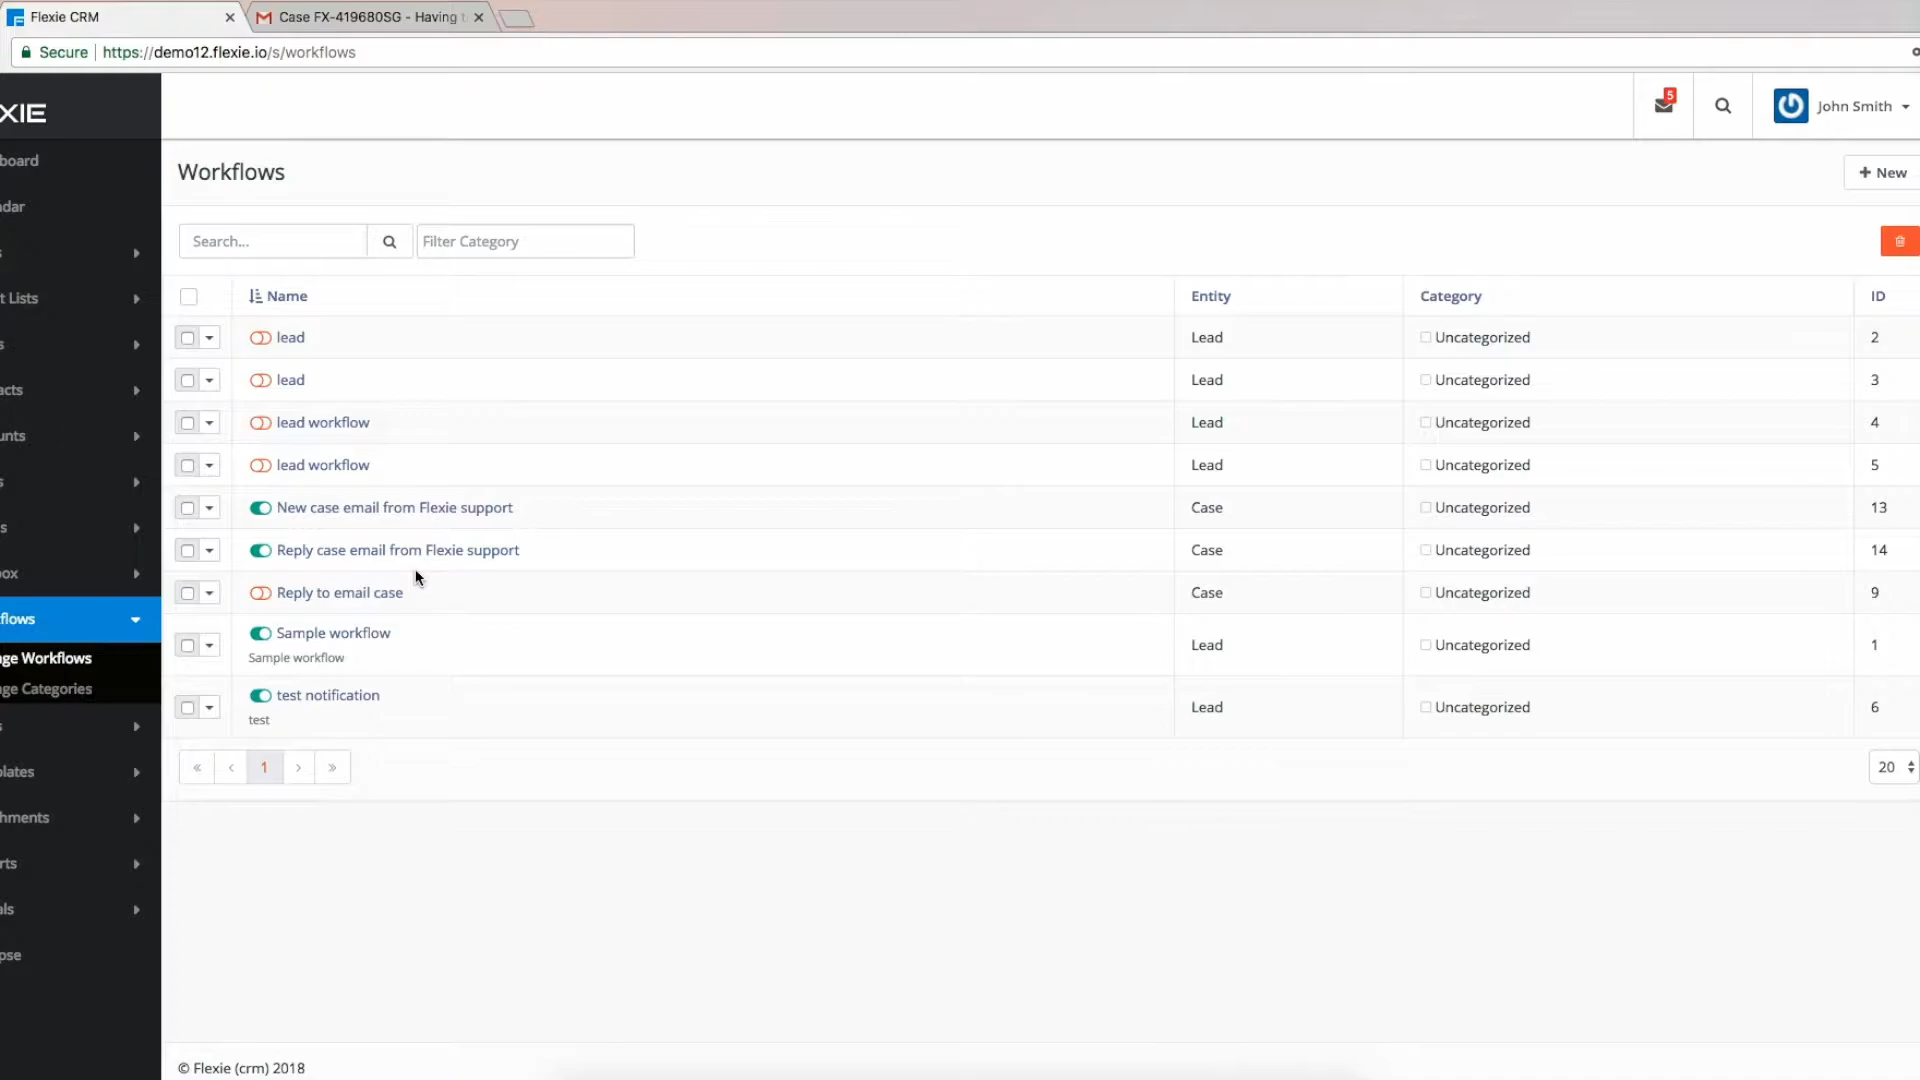 Flexie CRM
Case FX-419680SG - Having t
Secure https://demo12.flexie.io/s/workflows
XIE
5
John Smith
board
ndar
s
t Lists
s
acts
unts
s
s
box
flows
ge Workflows
ge Categories
s
lates
hments
rts
als
pse
Workflows
+ New
Search...
Filter Category
Name Entity Category ID
lead Lead Uncategorized 2
lead Lead Uncategorized 3
lead workflow Lead Uncategorized 4
lead workflow Lead Uncategorized 5
New case email from Flexie support Case Uncategorized 13
Reply case email from Flexie support Case Uncategorized 14
Reply to email case Case Uncategorized 9
Sample workflow
Sample workflow
Lead Uncategorized 1
test notification
test
Lead Uncategorized 6
« ‹ 1 › »
20
© Flexie (crm) 2018